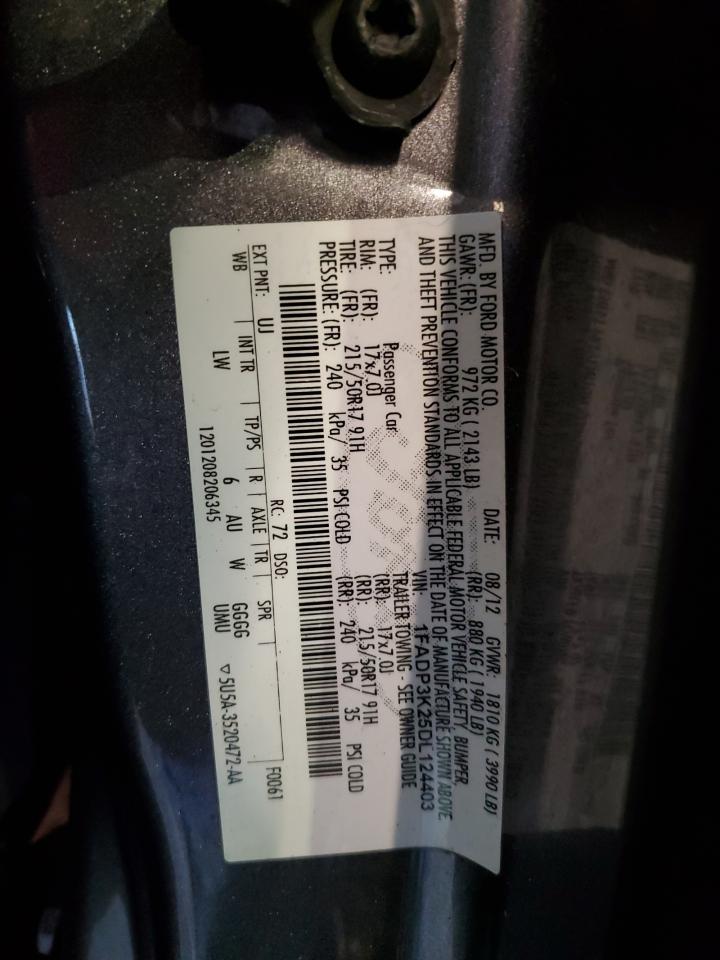 MFD. BY FORD MOTOR CO.
DATE: 08/12 GVWR: 1810 KG ( 3990 LB)
GAWR: (FR): 972 KG ( 2143 LB) (RR): 880 KG ( 1940 LB)
THIS VEHICLE CONFORMS TO ALL APPLICABLE FEDERAL MOTOR VEHICLE SAFETY BUMPER
AND THEFT PREVENTION STANDARDS IN EFFECT ON THE DATE OF MANUFACTURE SHOWN ABOVE
VIN: 1FADP3K25DL124403
TYPE: Passenger Car TRAILER TOWING - SEE OWNER GUIDE
RIM: (FR): 17x7.0J (RR): 17x7.0J
TIRE: (FR): 215/50R17 91H (RR): 215/50R17 91H
PRESSURE: (FR): 240 kPa/ 35 PSI COLD (RR): 240 kPa/ 35 PSI COLD
RC: 72 DSO: F0061
EXT PNT: UJ
WB INT TR TP/PS R AXLE TR SPR
LW 6 AU W GGGG
1201208206345 UMU ▽5U5A-3520472-AA